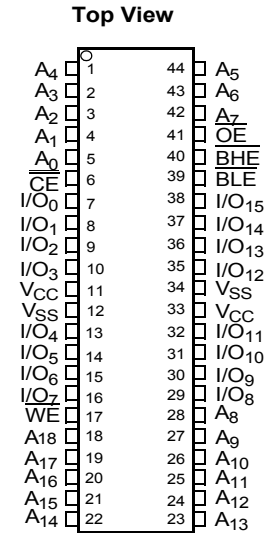 Top View
A4 1 44 A5
A3 2 43 A6
A2 3 42 A7
A1 4 41 OE
A0 5 40 BHE
CE 6 39 BLE
I/O0 7 38 I/O15
I/O1 8 37 I/O14
I/O2 9 36 I/O13
I/O3 10 35 I/O12
VCC 11 34 VSS
VSS 12 33 VCC
I/O4 13 32 I/O11
I/O5 14 31 I/O10
I/O6 15 30 I/O9
I/O7 16 29 I/O8
WE 17 28 A8
A18 18 27 A9
A17 19 26 A10
A16 20 25 A11
A15 21 24 A12
A14 22 23 A13